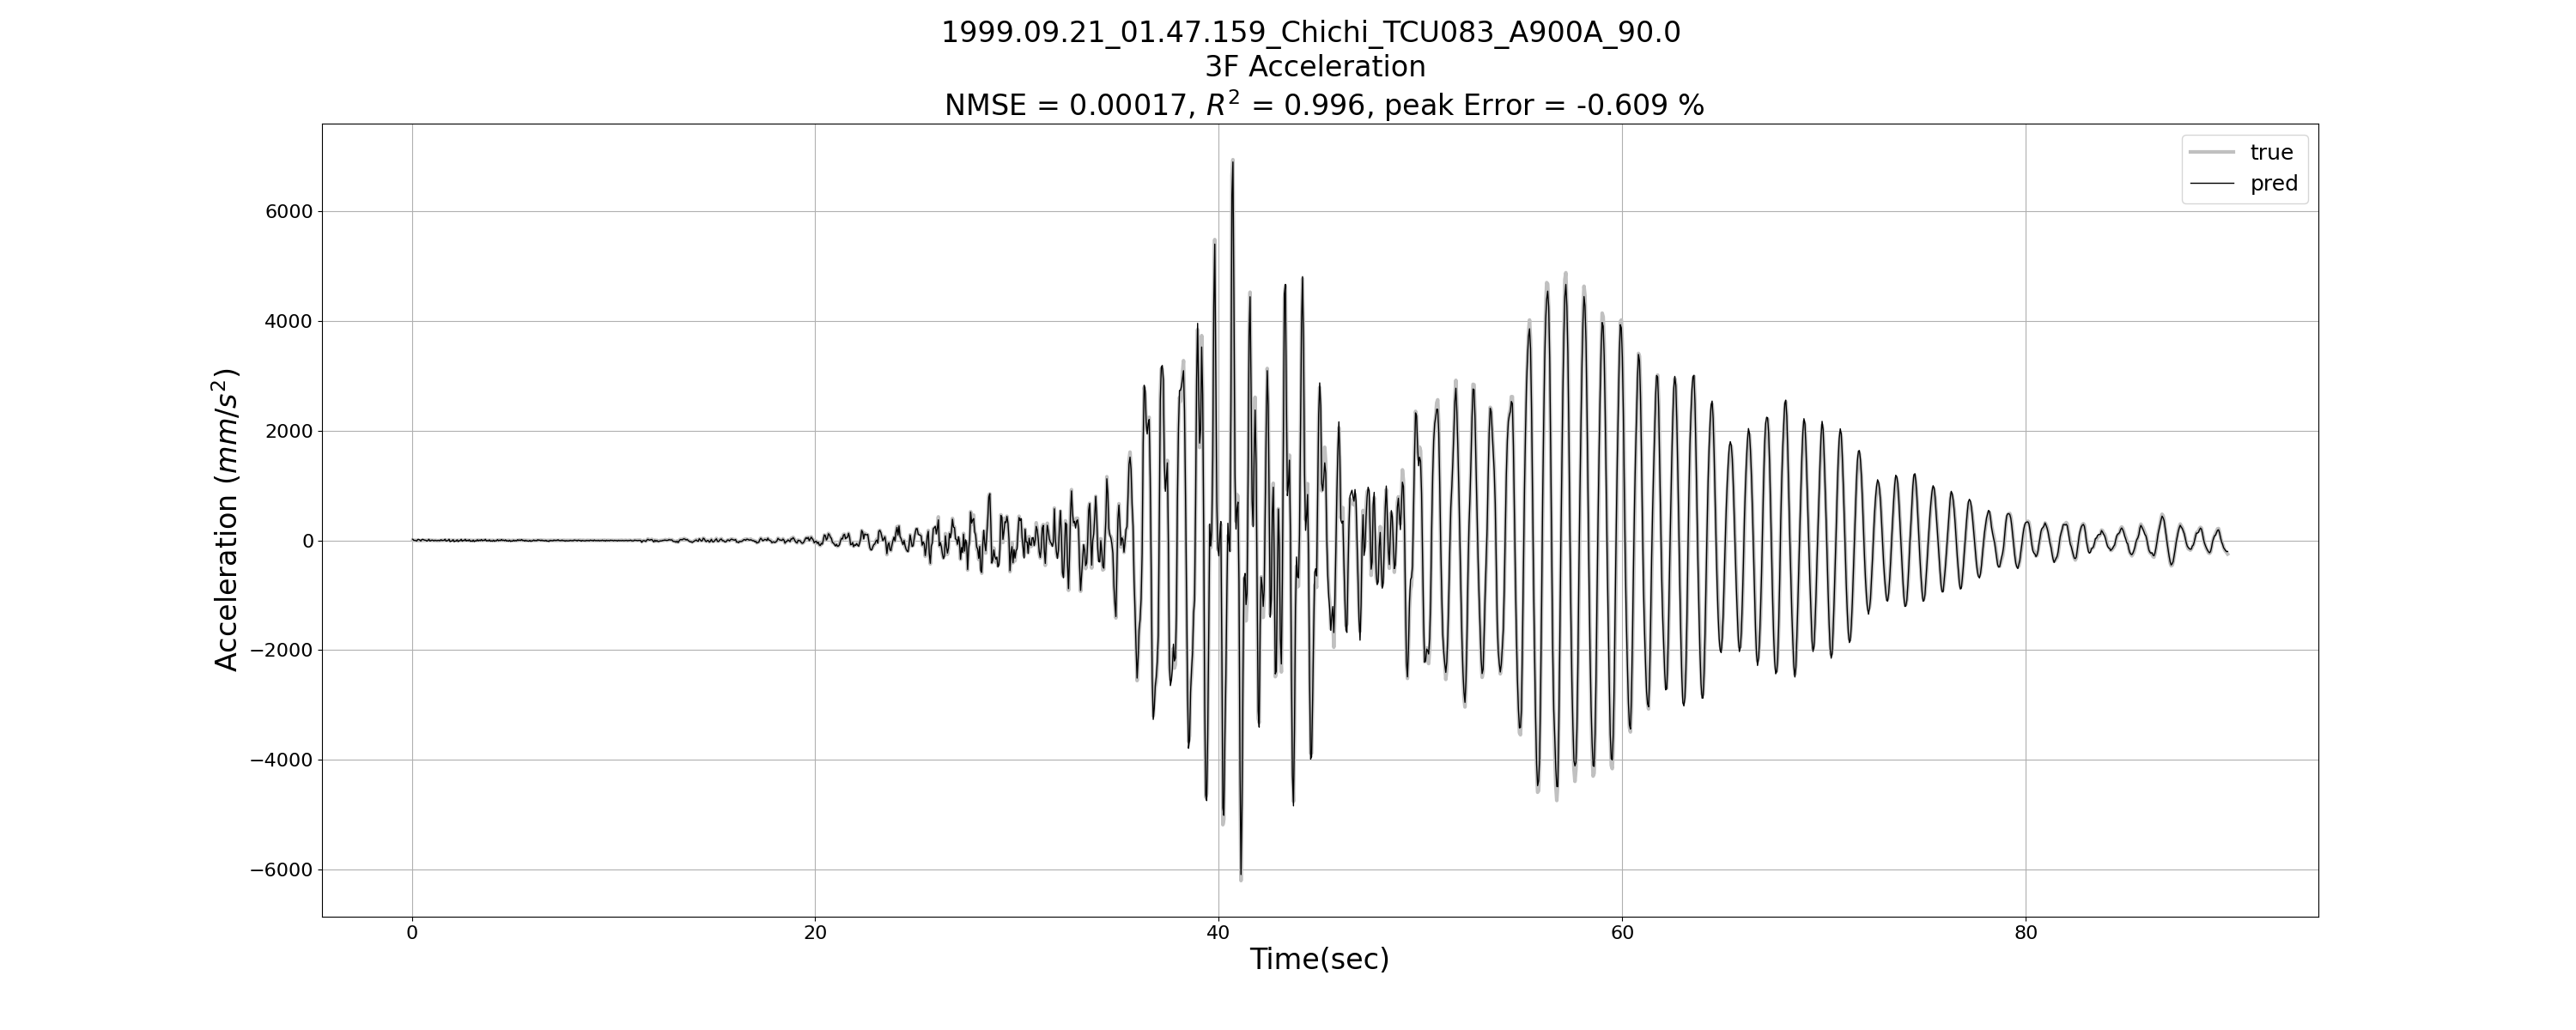 1999.09.21_01.47.159_Chichi_TCU083_A900A_90.0
3F Acceleration
NMSE = 0.00017, R² = 0.996, peak Error = -0.609 %
true
pred
6000
4000
2000
0
−2000
−4000
−6000
Acceleration (mm/s²)
0 20 40 60 80
Time(sec)